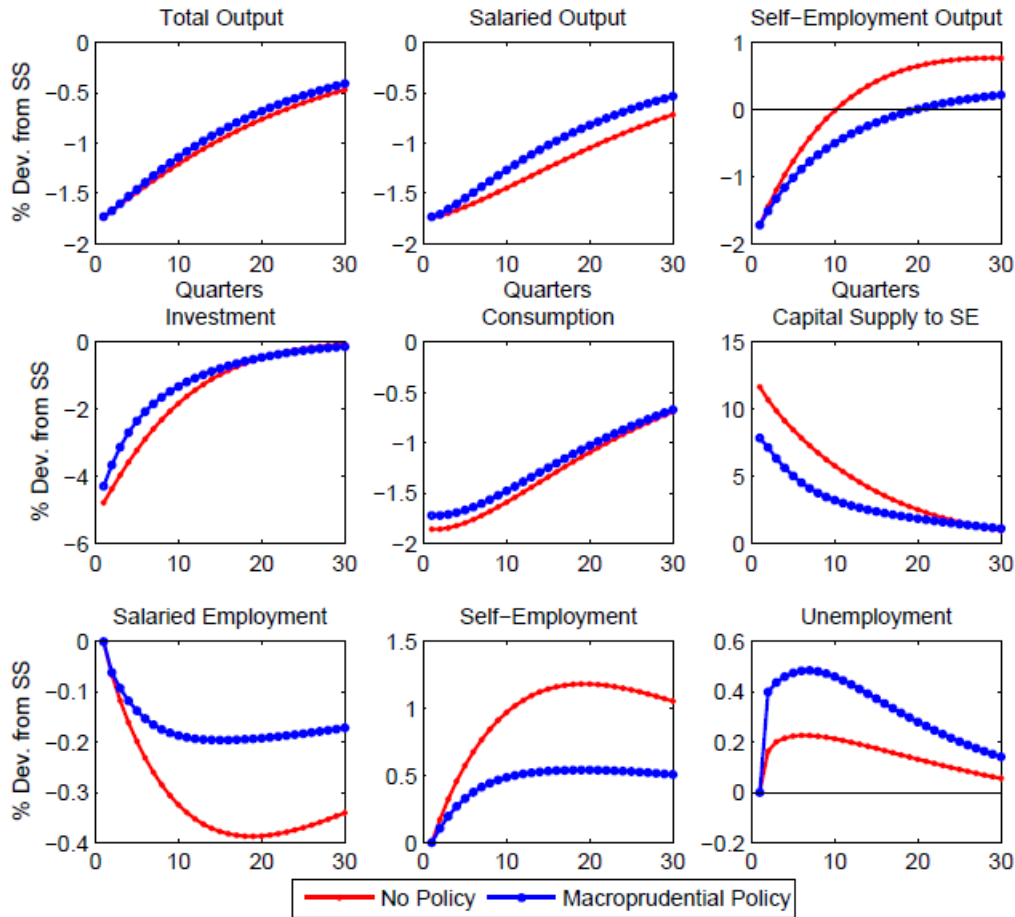 Total Output Salaried Output Self−Employment Output
% Dev. from SS
0 0 1
−0.5 −0.5 0
−1 −1
−1.5 −1.5 −1
−2 −2 −2
0 10 20 30 0 10 20 30 0 10 20 30
Quarters Quarters
Investment Consumption Capital Supply to SE
% Dev. from SS
0 0 15
−0.5
−2 10
−1
−4 5
−1.5
−6 −2 0
0 10 20 30 0 10 20 30 0 10 20 30
Salaried Employment Self−Employment Unemployment
% Dev. from SS
0 1.5 0.6
−0.1 0.4
1
−0.2 0.2
0.5
−0.3 0
−0.4 0 −0.2
0 10 20 30 0 10 20 30 0 10 20 30
No Policy Macroprudential Policy